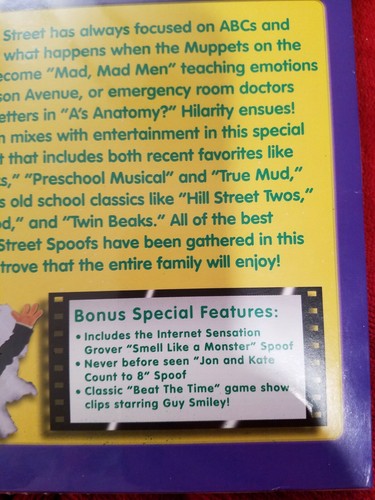 Street has always focused on ABCs and
what happens when the Muppets on the
ecome "Mad, Mad Men" teaching emotions
son Avenue, or emergency room doctors
etters in "A's Anatomy?" Hilarity ensues!
n mixes with entertainment in this special
t that includes both recent favorites like
s," "Preschool Musical" and "True Mud,"
s old school classics like "Hill Street Twos,"
od," and "Twin Beaks." All of the best
Street Spoofs have been gathered in this
trove that the entire family will enjoy!
Bonus Special Features:
• Includes the Internet Sensation
Grover "Smell Like a Monster" Spoof
• Never before seen "Jon and Kate
Count to 8" Spoof
• Classic "Beat The Time" game show
clips starring Guy Smiley!